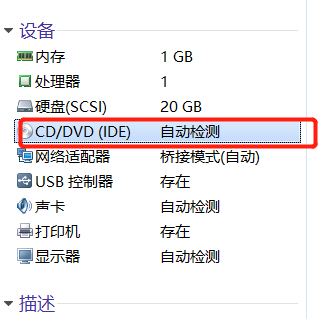 设备
内存 1 GB
处理器 1
硬盘(SCSI) 20 GB
CD/DVD (IDE) 自动检测
网络适配器 桥接模式(自动)
USB 控制器 存在
声卡 自动检测
打印机 存在
显示器 自动检测
描述